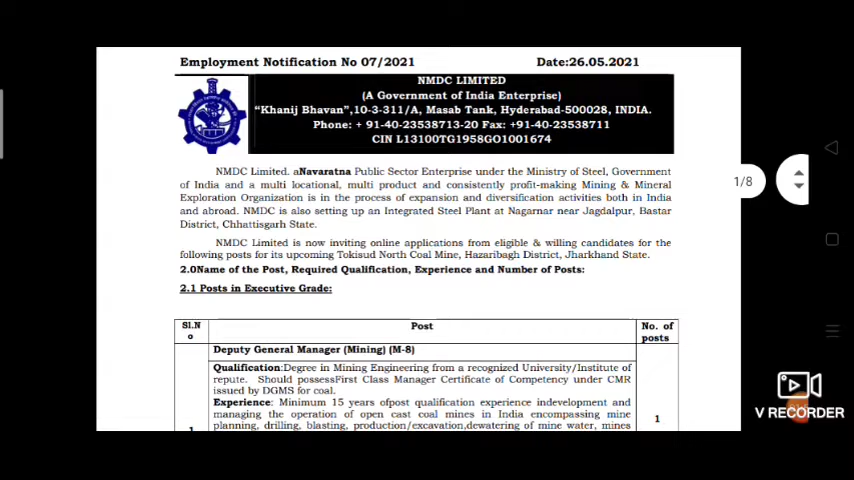 Employment Notification No 07/2021 Date:26.05.2021
NMDC LIMITED
(A Government of India Enterprise)
“Khanij Bhavan”,10-3-311/A, Masab Tank, Hyderabad-500028, INDIA.
Phone: + 91-40-23538713-20 Fax: +91-40-23538711
CIN L13100TG1958GO1001674
NMDC Limited. aNavaratna Public Sector Enterprise under the Ministry of Steel, Government
of India and a multi locational, multi product and consistently profit-making Mining & Mineral
Exploration Organization is in the process of expansion and diversification activities both in India
and abroad. NMDC is also setting up an Integrated Steel Plant at Nagarnar near Jagdalpur, Bastar
District, Chhattisgarh State.
NMDC Limited is now inviting online applications from eligible & willing candidates for the
following posts for its upcoming Tokisud North Coal Mine, Hazaribagh District, Jharkhand State.
2.0Name of the Post, Required Qualification, Experience and Number of Posts:
2.1 Posts in Executive Grade:
Sl.N
o
Post
No. of
posts
Deputy General Manager (Mining) (M-8)
Qualification:Degree in Mining Engineering from a recognized University/Institute of
repute. Should possessFirst Class Manager Certificate of Competency under CMR
issued by DGMS for coal.
Experience: Minimum 15 years ofpost qualification experience indevelopment and
managing the operation of open cast coal mines in India encompassing mine
planning, drilling, blasting, production/excavation,dewatering of mine water, mines
1
1
1/8
V RECORDER